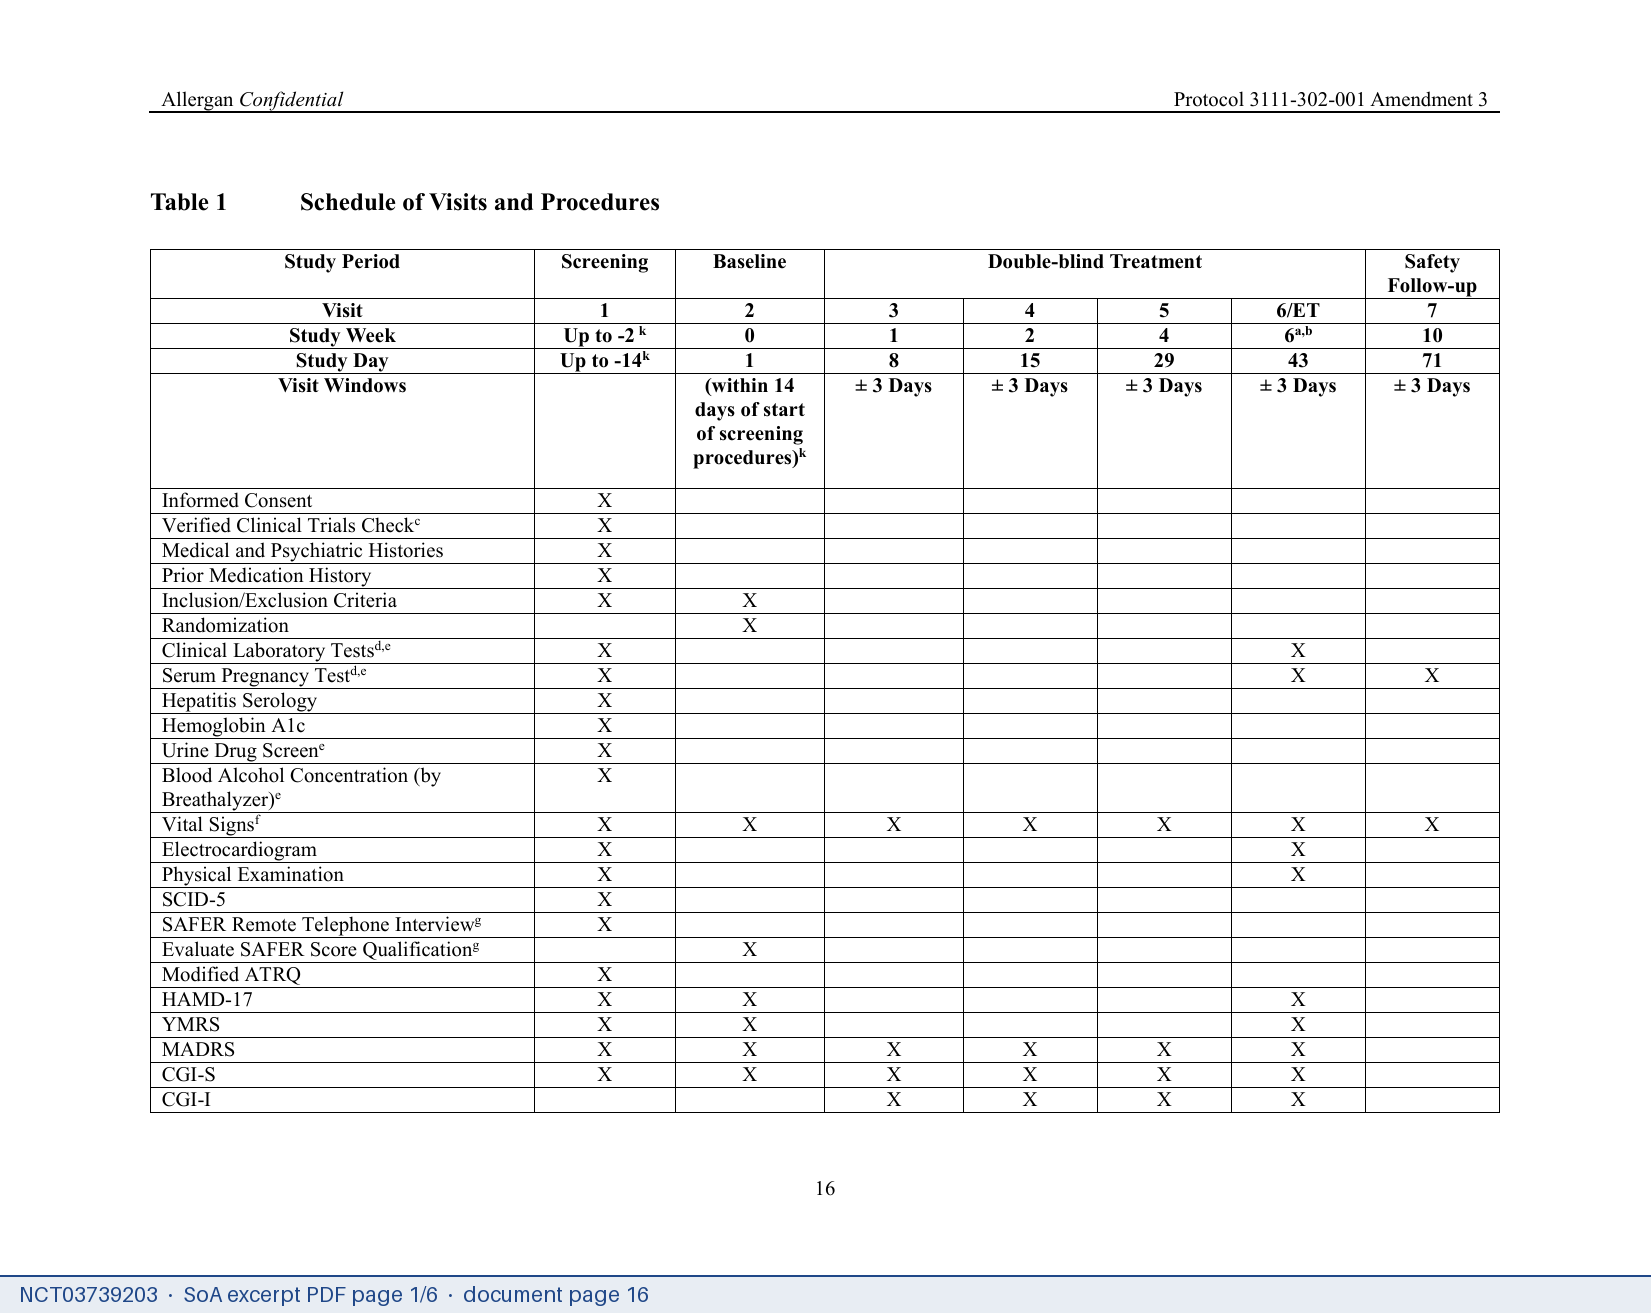 Allergan Confidential Protocol 3111-302-001 Amendment 3
Table 1 Schedule of Visits and Procedures
Study Period Screening Baseline Double-blind Treatment Safety Follow-up
Visit 1 2 3 4 5 6/ET 7
Study Week Up to -2 k 0 1 2 4 6a,b 10
Study Day Up to -14k 1 8 15 29 43 71
Visit Windows (within 14 days of start of screening procedures)k ± 3 Days ± 3 Days ± 3 Days ± 3 Days ± 3 Days
Informed Consent X
Verified Clinical Trials Checkc X
Medical and Psychiatric Histories X
Prior Medication History X
Inclusion/Exclusion Criteria X X
Randomization X
Clinical Laboratory Testsd,e X X
Serum Pregnancy Testd,e X X X
Hepatitis Serology X
Hemoglobin A1c X
Urine Drug Screene X
Blood Alcohol Concentration (by Breathalyzer)e X
Vital Signsf X X X X X X X
Electrocardiogram X X
Physical Examination X X
SCID-5 X
SAFER Remote Telephone Interviewg X
Evaluate SAFER Score Qualificationg X
Modified ATRQ X
HAMD-17 X X X
YMRS X X X
MADRS X X X X X X
CGI-S X X X X X X
CGI-I X X X X
16
NCT03739203 · SoA excerpt PDF page 1/6 · document page 16